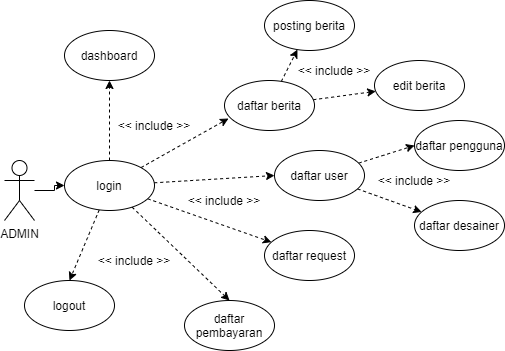 posting berita
dashboard
<< include >>
edit berita
daftar berita
<< include >>
daftar pengguna
login
daftar user
<< include >>
<< include >>
ADMIN
daftar desainer
<< include >>
daftar request
logout
daftar
pembayaran